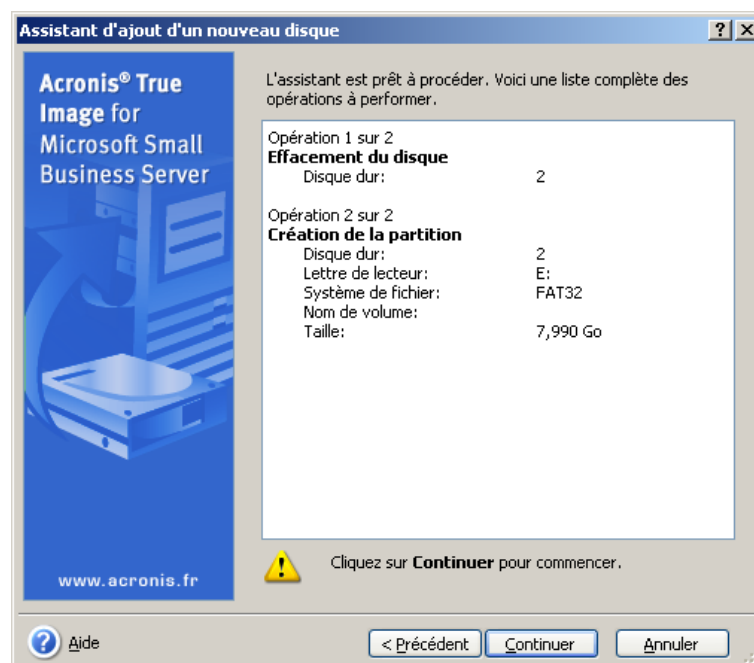 Assistant d'ajout d'un nouveau disque
Acronis® True
Image for
Microsoft Small
Business Server
www.acronis.fr
L'assistant est prêt à procéder. Voici une liste complète des
opérations à performer.
Opération 1 sur 2
Effacement du disque
Disque dur: 2
Opération 2 sur 2
Création de la partition
Disque dur: 2
Lettre de lecteur: E:
Système de fichier: FAT32
Nom de volume:
Taille: 7,990 Go
Cliquez sur Continuer pour commencer.
Aide
< Précédent
Continuer
Annuler